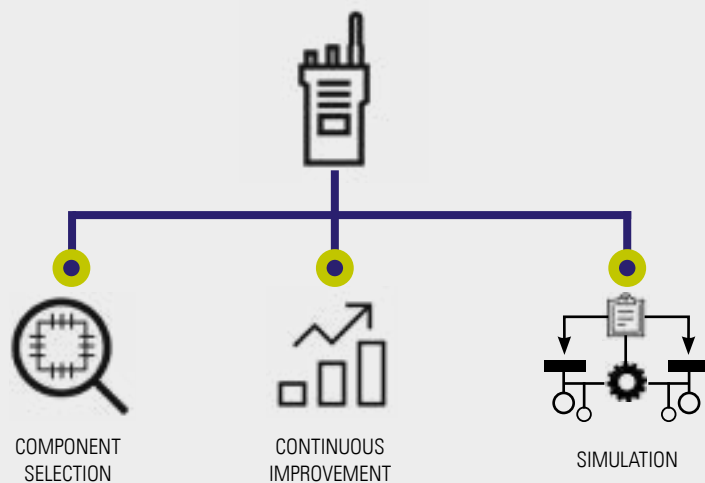 COMPONENT
SELECTION
CONTINUOUS
IMPROVEMENT
SIMULATION